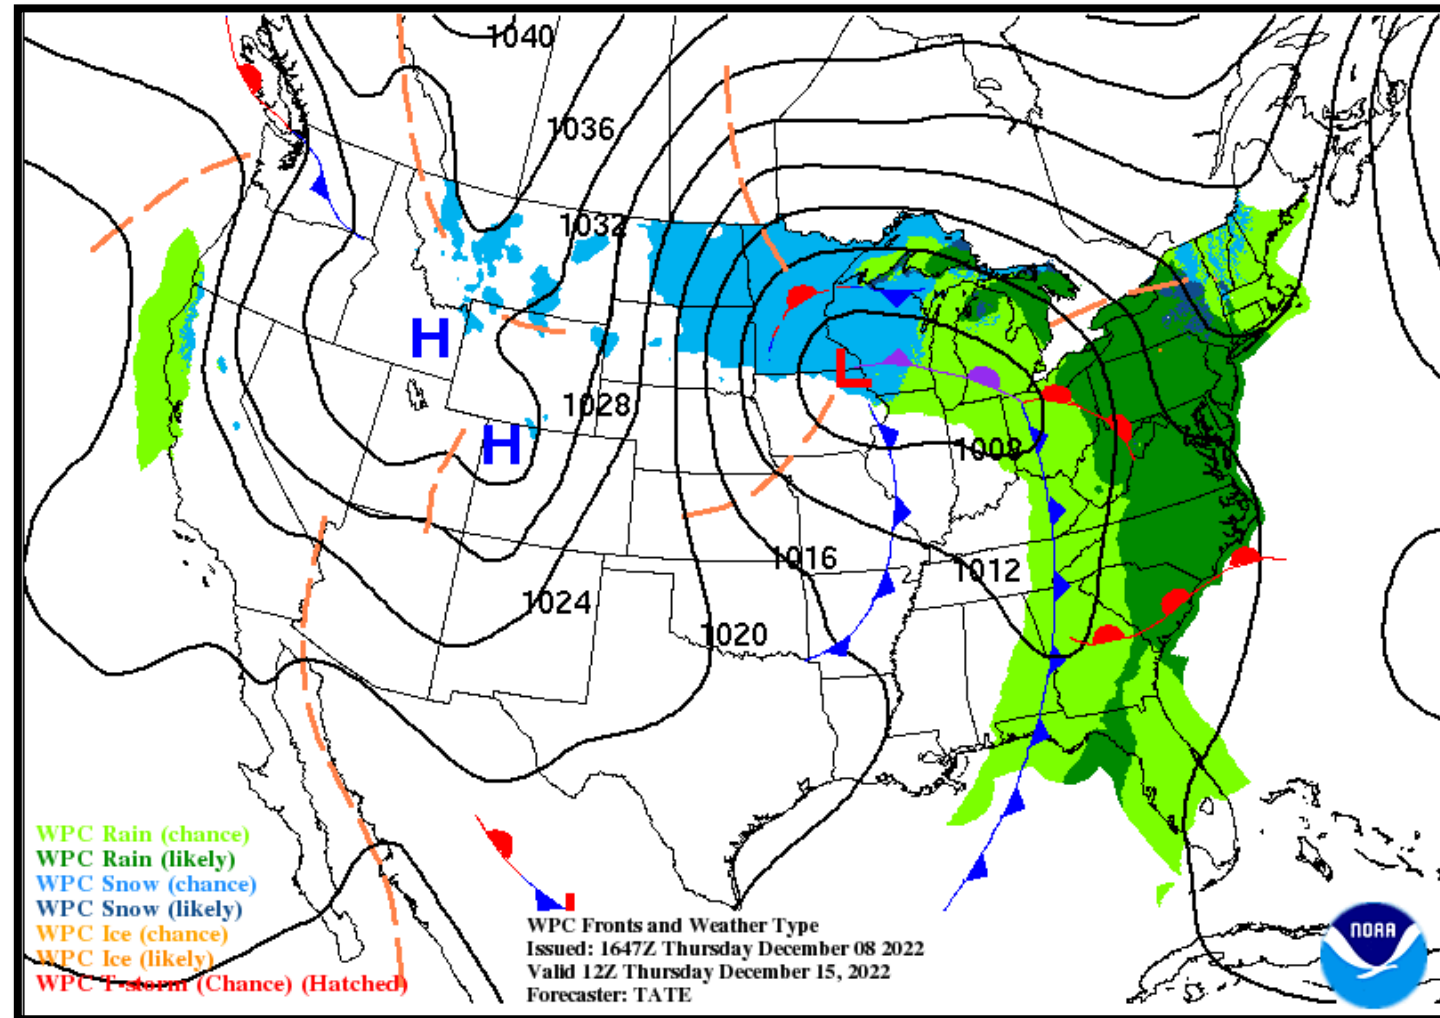 1040
1036
1032
H
L
1028
H
1008
1016
1012
1024
1020
WPC Rain (chance)
WPC Rain (likely)
WPC Snow (chance)
WPC Snow (likely)
WPC Ice (chance)
WPC Ice (likely)
WPC T-storm (Chance) (Hatched)
WPC Fronts and Weather Type
Issued: 1647Z Thursday December 08 2022
Valid 12Z Thursday December 15, 2022
Forecaster: TATE
NOAA